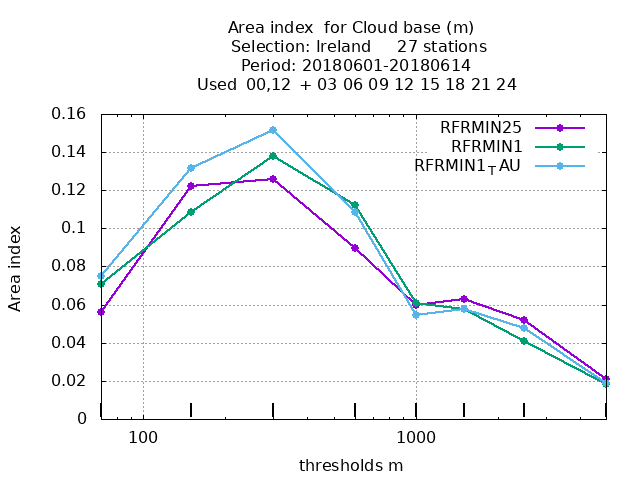 Area index  for Cloud base (m)
Selection: Ireland     27 stations
Period: 20180601-20180614
Used  00,12  + 03 06 09 12 15 18 21 24
0.16
0.14
0.12
0.1
0.08
0.06
0.04
0.02
0
Area index
RFRMIN25
RFRMIN1
RFRMIN1TAU
100
1000
thresholds m